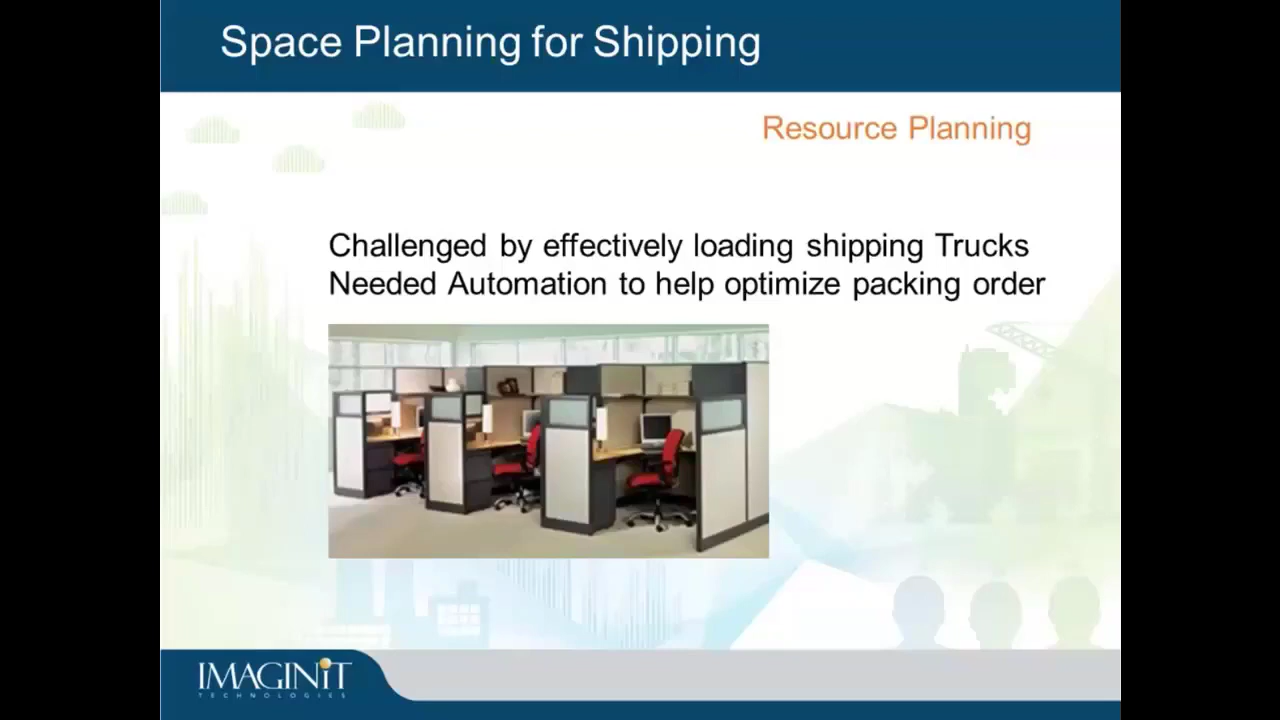 Space Planning for Shipping
Resource Planning
Challenged by effectively loading shipping Trucks
Needed Automation to help optimize packing order
IMAGINiT
TECHNOLOGIES